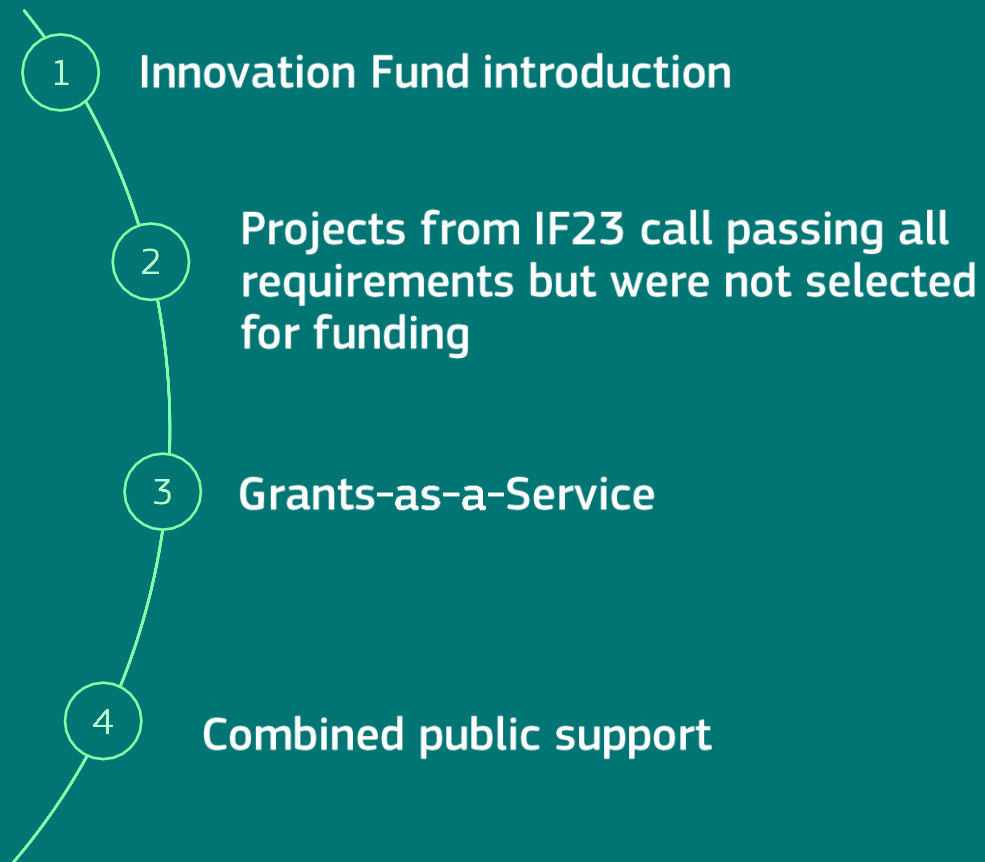 1
Innovation Fund introduction
2
Projects from IF23 call passing all
requirements but were not selected
for funding
3
Grants-as-a-Service
4
Combined public support